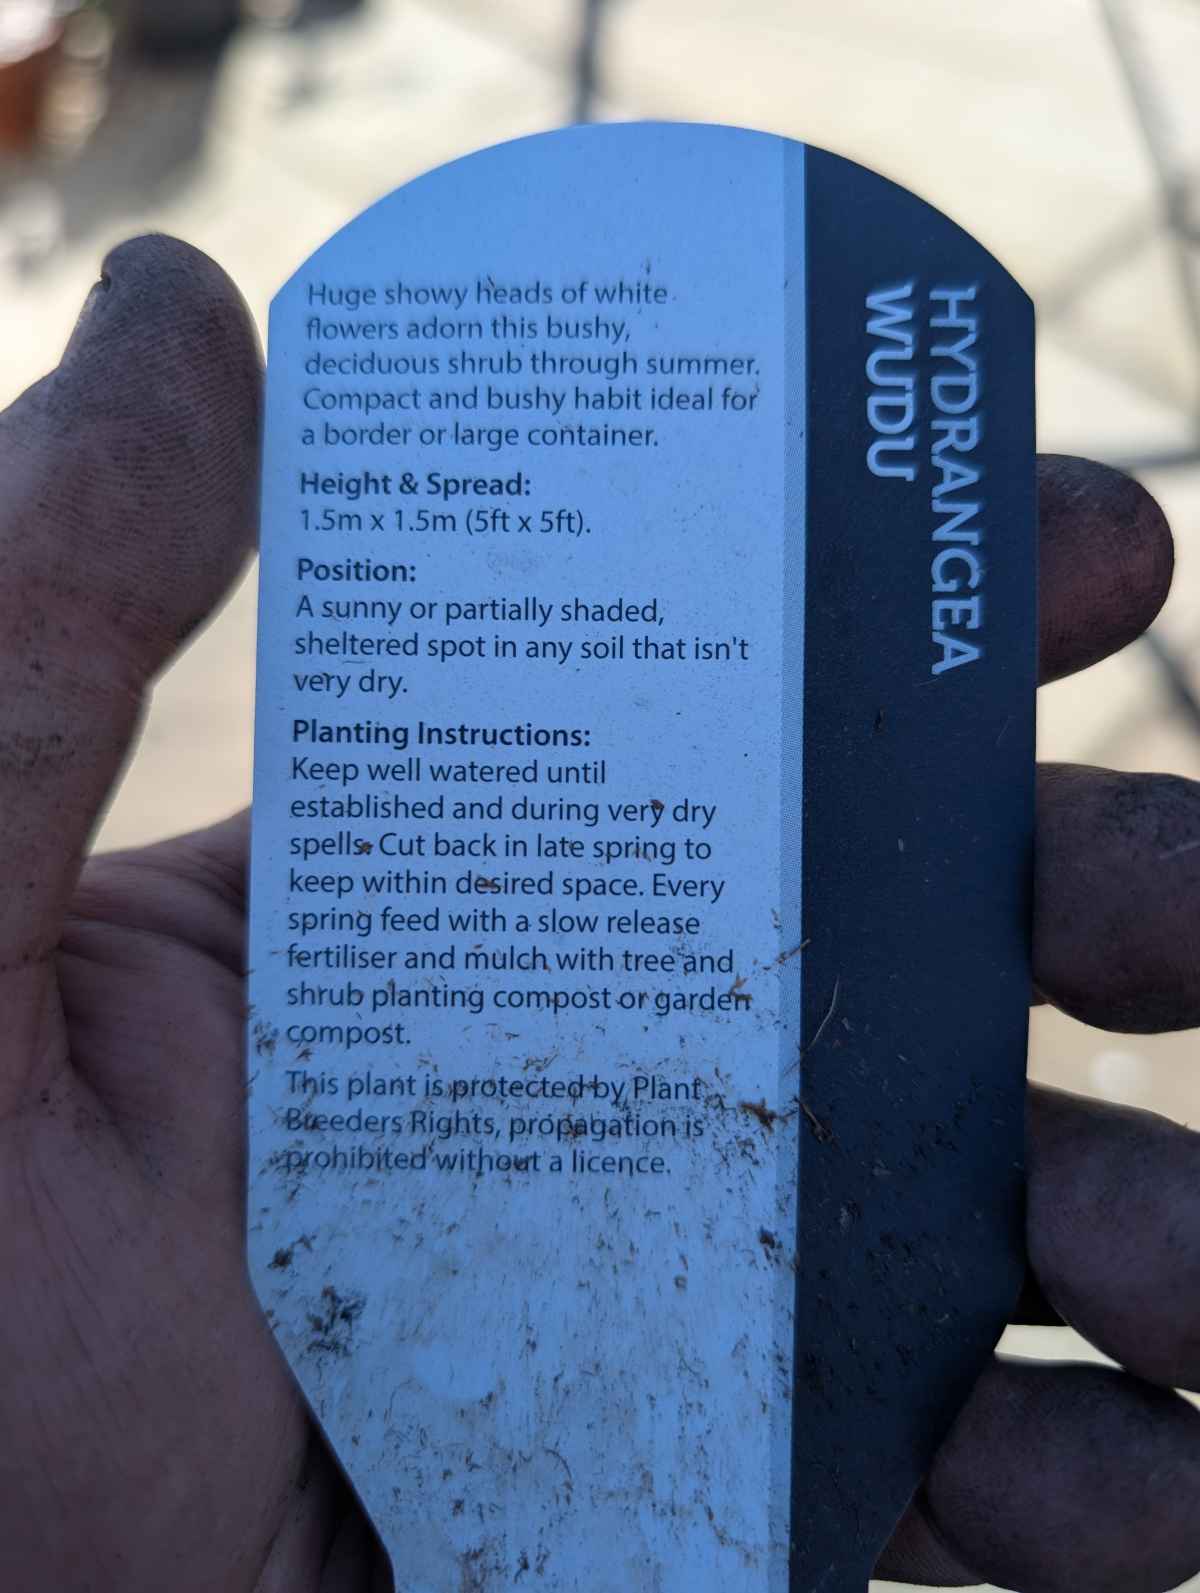 HYDRANGEA
WUDU
Huge showy heads of white
flowers adorn this bushy,
deciduous shrub through summer.
Compact and bushy habit ideal for
a border or large container.
Height & Spread:
1.5m x 1.5m (5ft x 5ft).
Position:
A sunny or partially shaded,
sheltered spot in any soil that isn't
very dry.
Planting Instructions:
Keep well watered until
established and during very dry
spells. Cut back in late spring to
keep within desired space. Every
spring feed with a slow release
fertiliser and mulch with tree and
shrub planting compost or garden
compost.
This plant is protected by Plant
Breeders Rights, propagation is
prohibited without a licence.